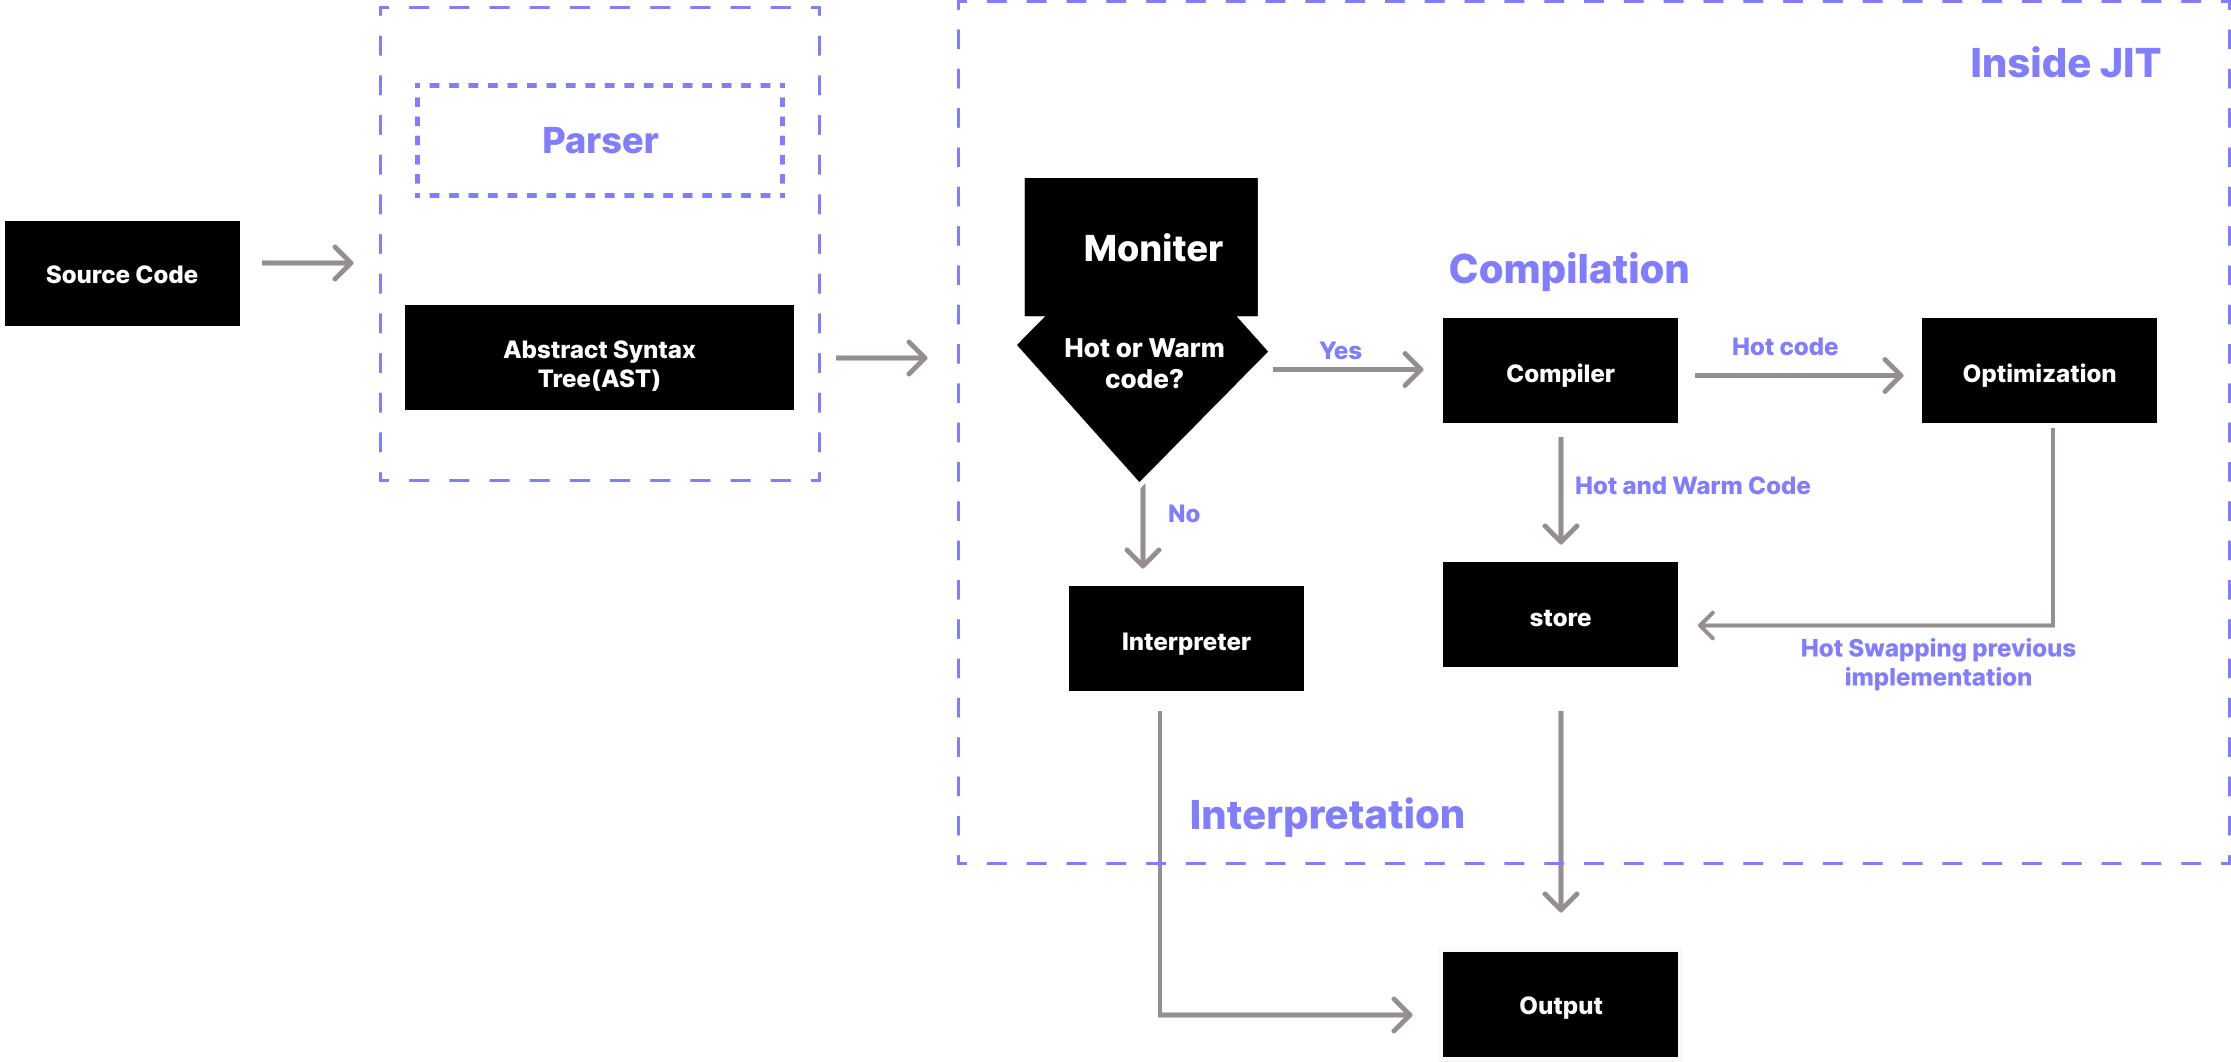 Inside JIT
Parser
Source Code
Abstract Syntax
Tree(AST)
Moniter
Hot or Warm
code?
Yes
No
Compilation
Compiler
Hot code
Optimization
Hot and Warm Code
Interpreter
store
Hot Swapping previous
implementation
Interpretation
Output